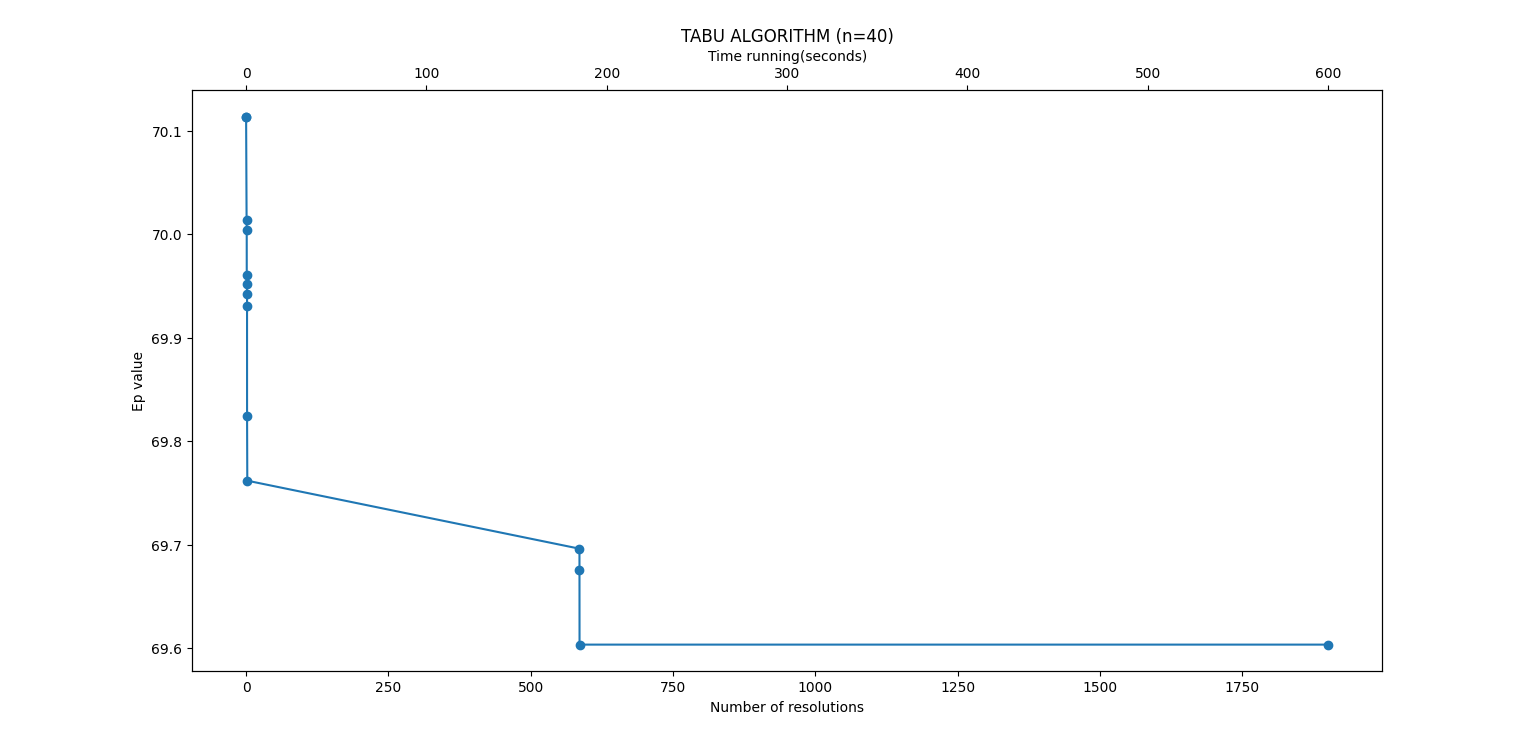 TABU ALGORITHM (n=40)
Time running(seconds)
0 100 200 300 400 500 600
70.1
70.0
69.9
69.8
69.7
69.6
Ep value
0 250 500 750 1000 1250 1500 1750
Number of resolutions